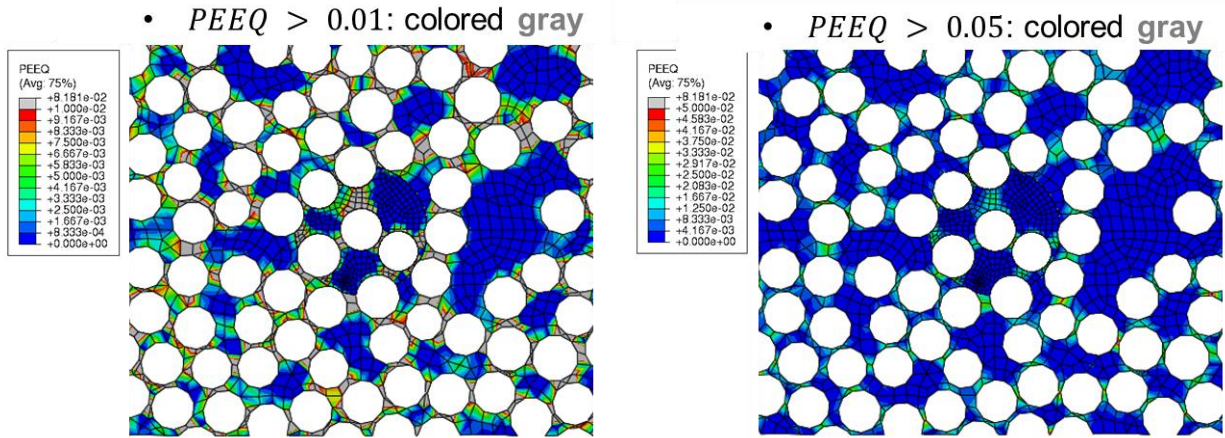 • PEEQ > 0.01: colored gray
PEEQ
(Avg: 75%)
+8.181e-02
+1.000e-02
+9.167e-03
+8.333e-03
+7.500e-03
+6.667e-03
+5.833e-03
+5.000e-03
+4.167e-03
+3.333e-03
+2.500e-03
+1.667e-03
+8.333e-04
+0.000e+00
• PEEQ > 0.05: colored gray
PEEQ
(Avg: 75%)
+8.181e-02
+5.000e-02
+4.583e-02
+4.167e-02
+3.750e-02
+3.333e-02
+2.917e-02
+2.500e-02
+2.083e-02
+1.667e-02
+1.250e-02
+8.333e-03
+4.167e-03
+0.000e+00